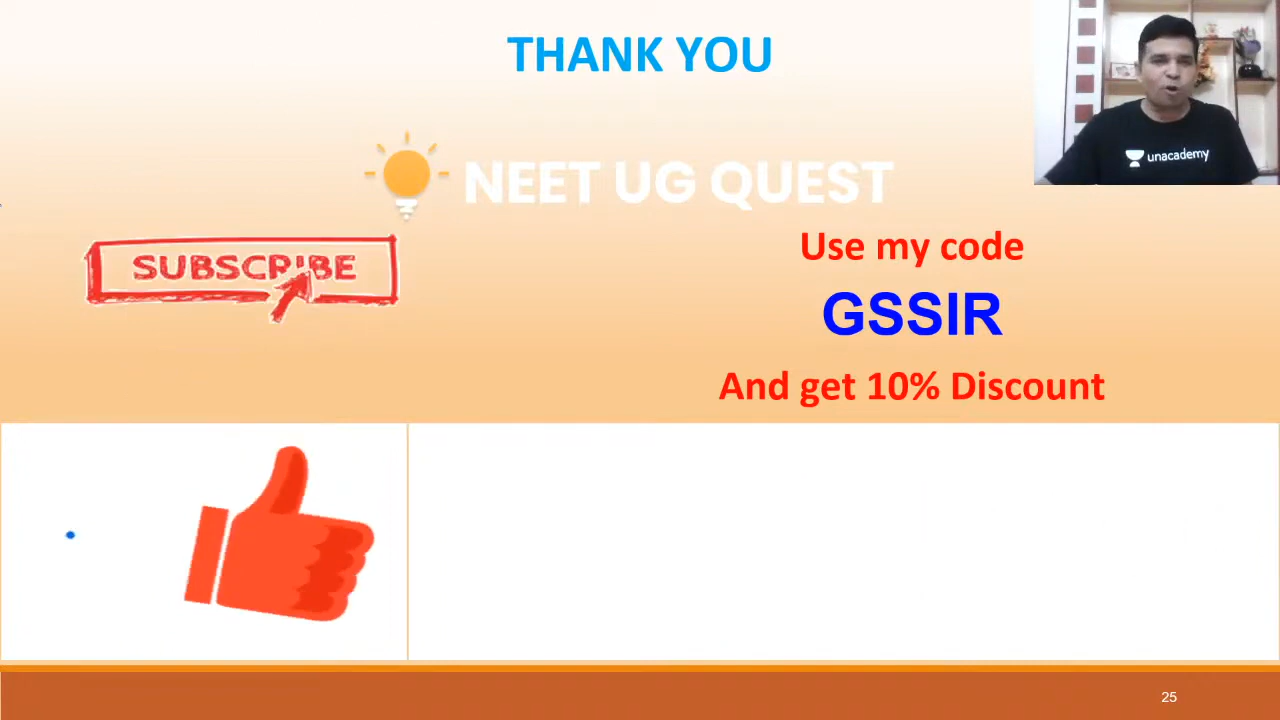 THANK YOU
unacademy
NEET UG QUEST
SUBSCRIBE
Use my code
GSSIR
And get 10% Discount
25